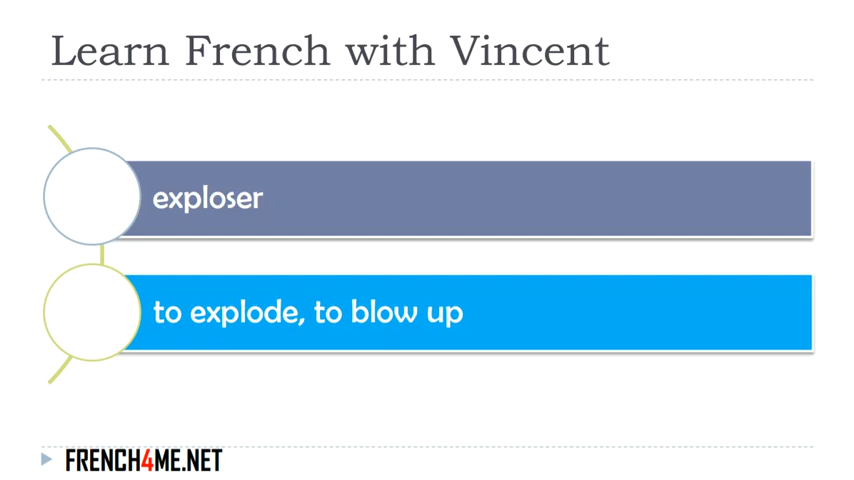 Learn French with Vincent
exploser
to explode, to blow up
FRENCH4ME.NET